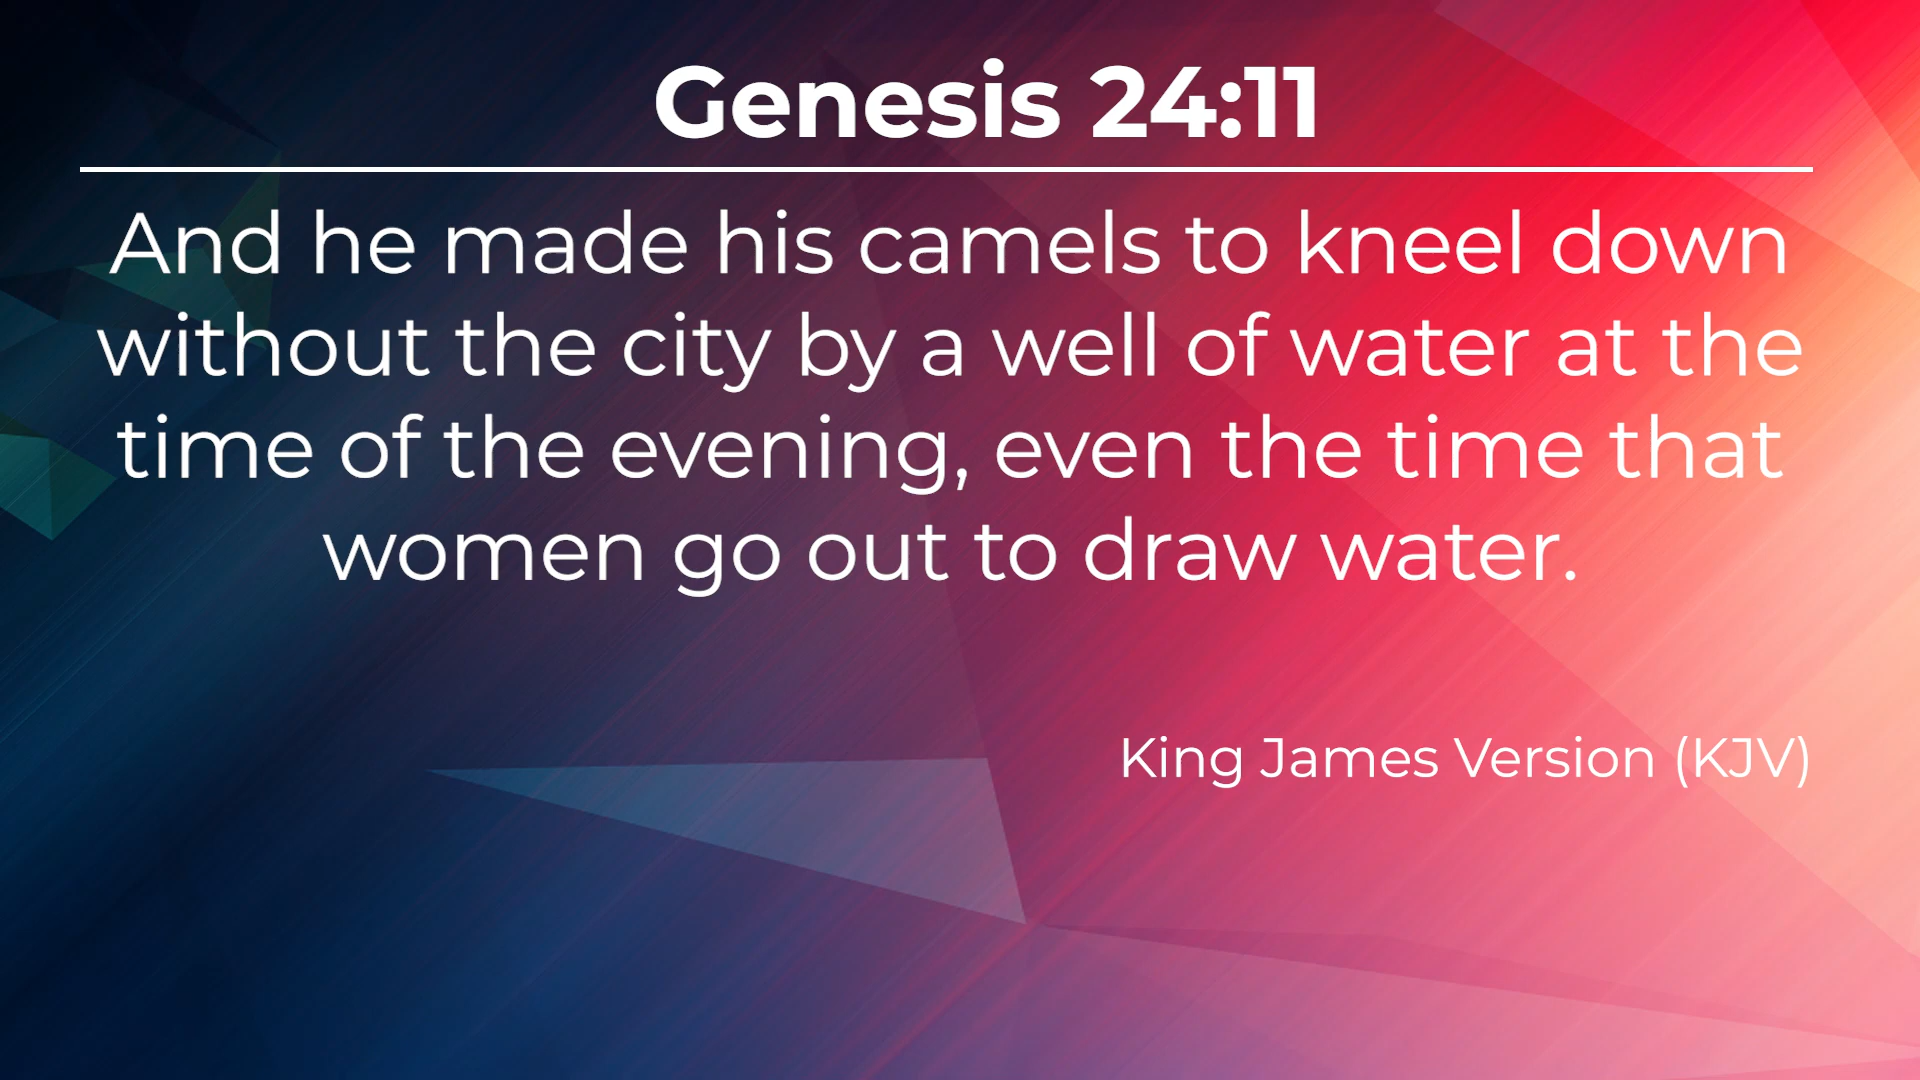 Genesis 24:11
And he made his camels to kneel down
without the city by a well of water at the
time of the evening, even the time that
women go out to draw water.
King James Version (KJV)